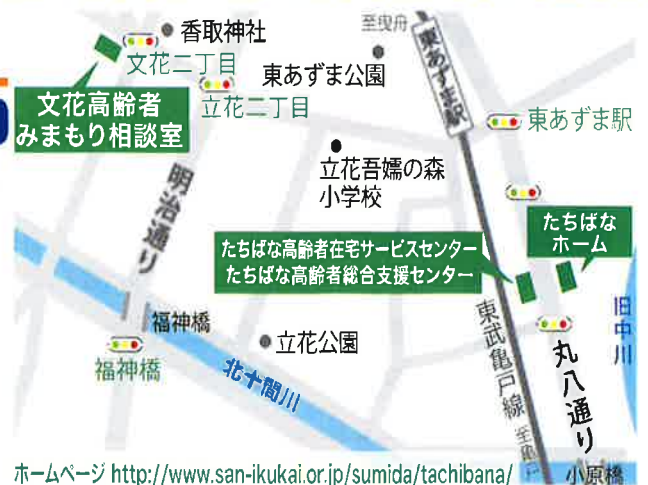 香取神社
至曳舟
文花二丁目
東あずま公園
東あずま駅
文花高齢者
みまもり相談室
立花二丁目
東あずま駅
立花吾嬬の森
小学校
明治通り
たちばな
ホーム
たちばな高齢者在宅サービスセンター
たちばな高齢者総合支援センター
旧中川
福神橋
東武亀戸線
立花公園
丸八通り
福神橋
北十間川
小原橋
ホームページ http://www.san-ikukai.or.jp/sumida/tachibana/